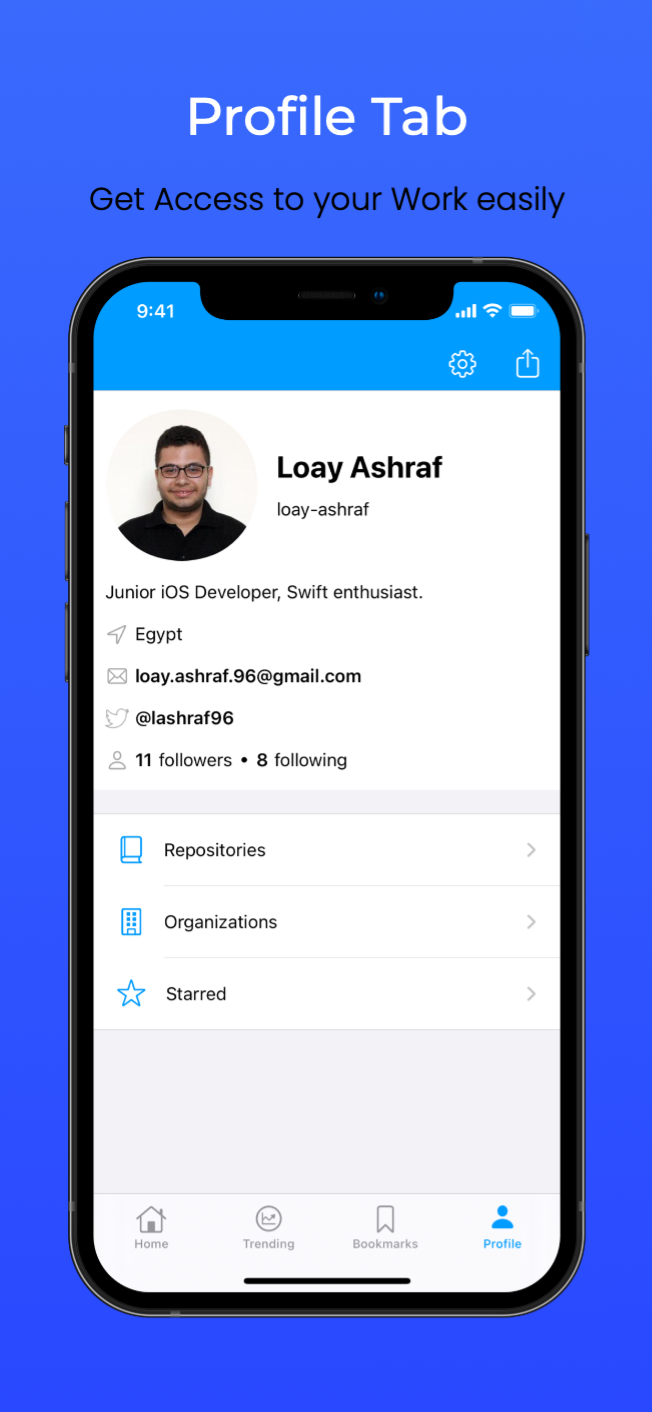 Profile Tab
Get Access to your Work easily
9:41
Loay Ashraf
loay-ashraf
Junior iOS Developer, Swift enthusiast.
Egypt
loay.ashraf.96@gmail.com
@lashraf96
11 followers • 8 following
Repositories
Organizations
Starred
Home Trending Bookmarks Profile